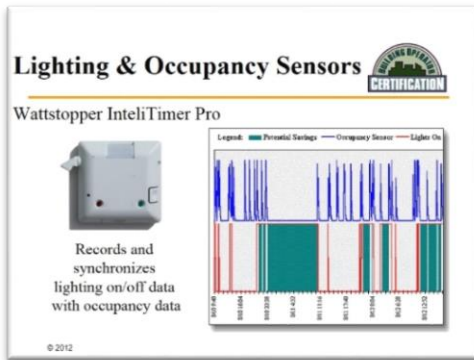 Lighting & Occupancy Sensors
BUILDING OPERATOR
CERTIFICATION
Wattstopper InteliTimer Pro
Legend: Potential Savings Occupancy Sensor Lights On
Records and
synchronizes
lighting on/off data
with occupancy data
© 2012